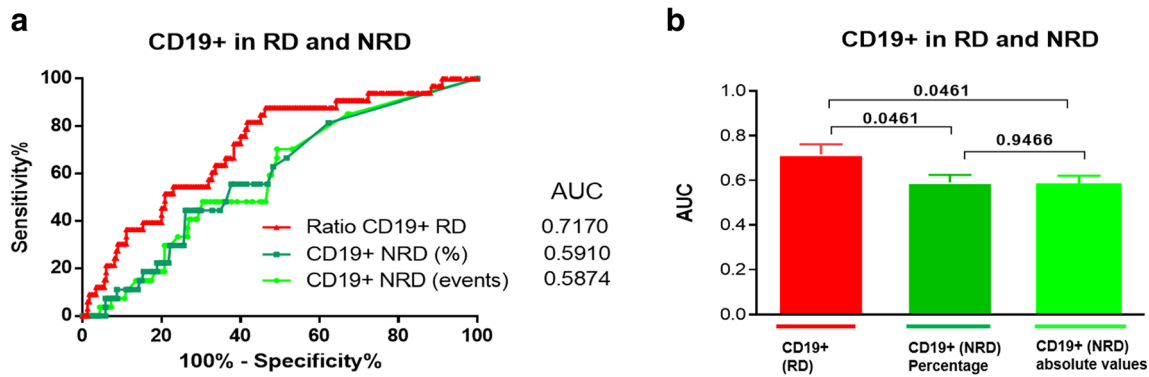 a
CD19+ in RD and NRD
100
80
60
40
20
0
Sensitivity%
0 20 40 60 80 100
100% - Specificity%
AUC
Ratio CD19+ RD 0.7170
CD19+ NRD (%) 0.5910
CD19+ NRD (events) 0.5874
b
CD19+ in RD and NRD
1.0
0.8
0.6
0.4
0.2
0.0
AUC
0.0461
0.0461
0.9466
CD19+
(RD)
CD19+ (NRD)
Percentage
CD19+ (NRD)
absolute values